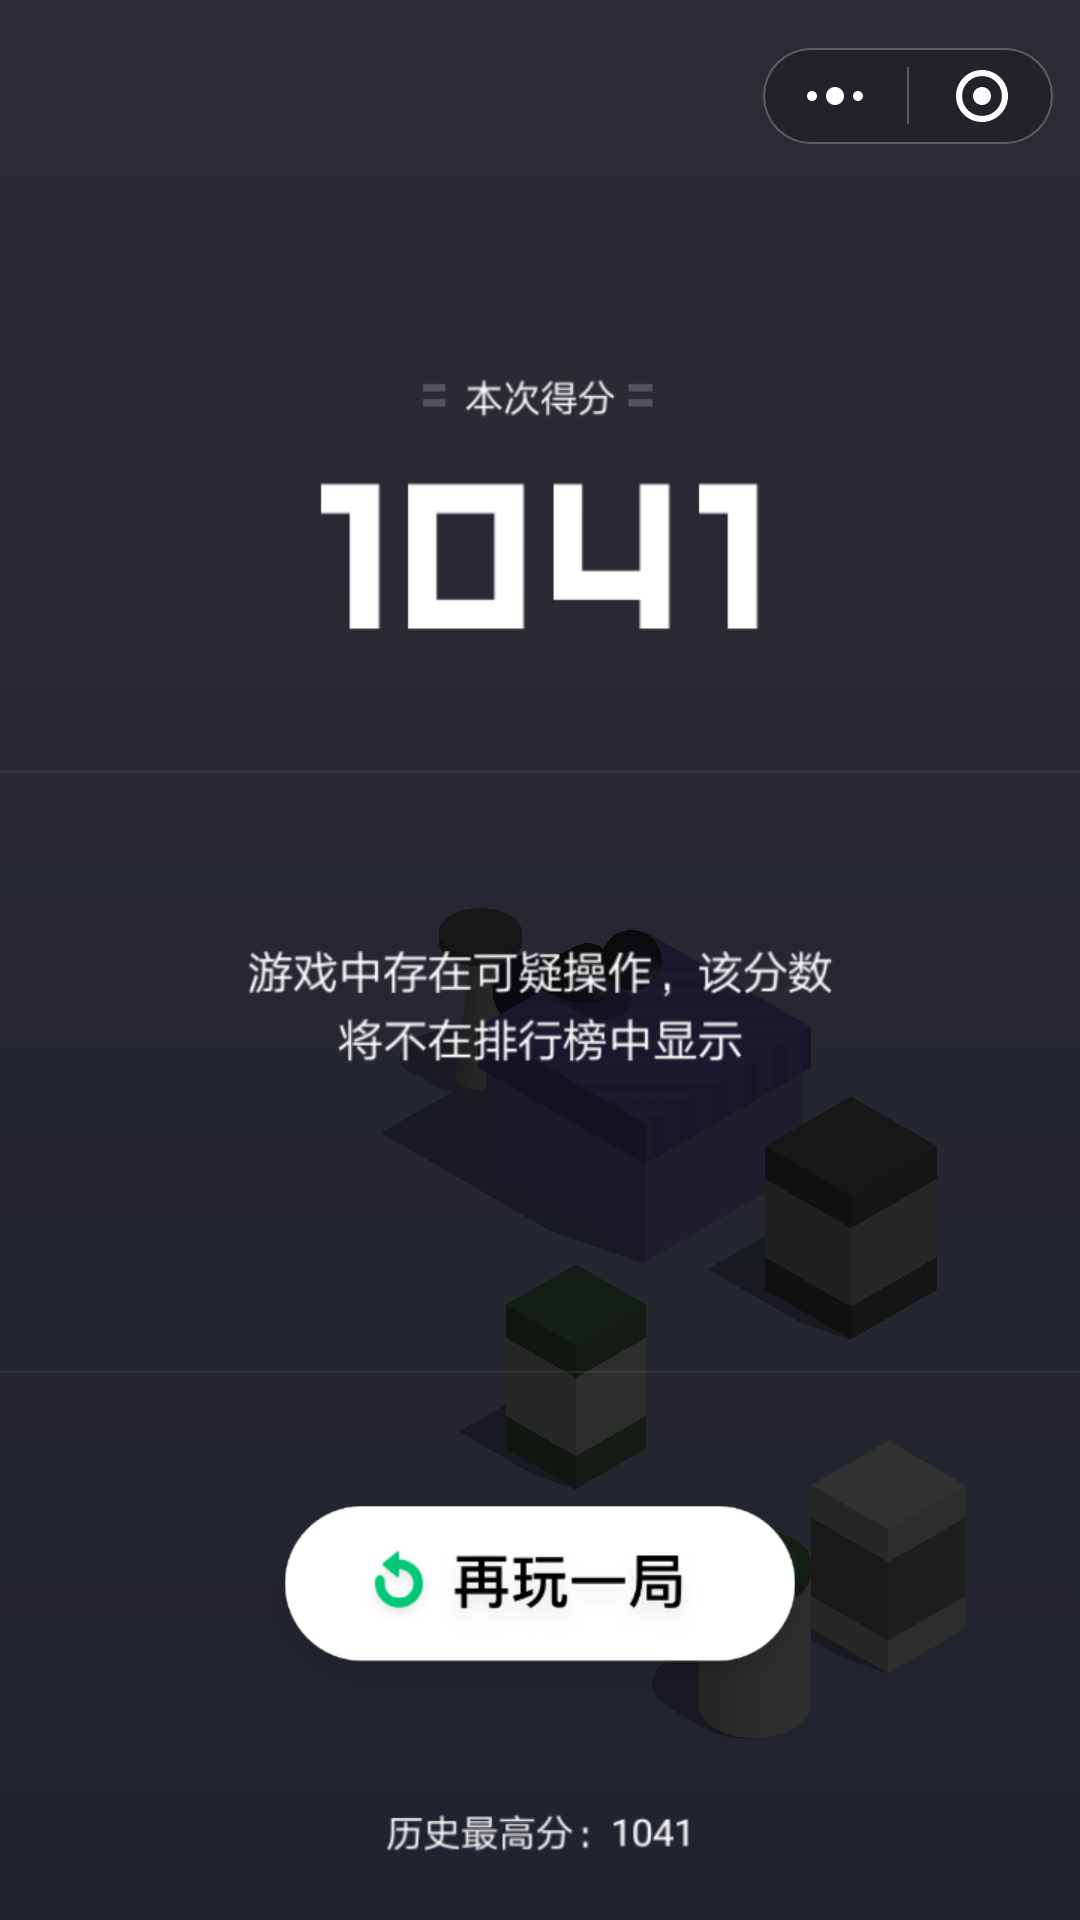 本次得分
1041
游戏中存在可疑操作，该分数
将不在排行榜中显示
再玩一局
历史最高分：1041